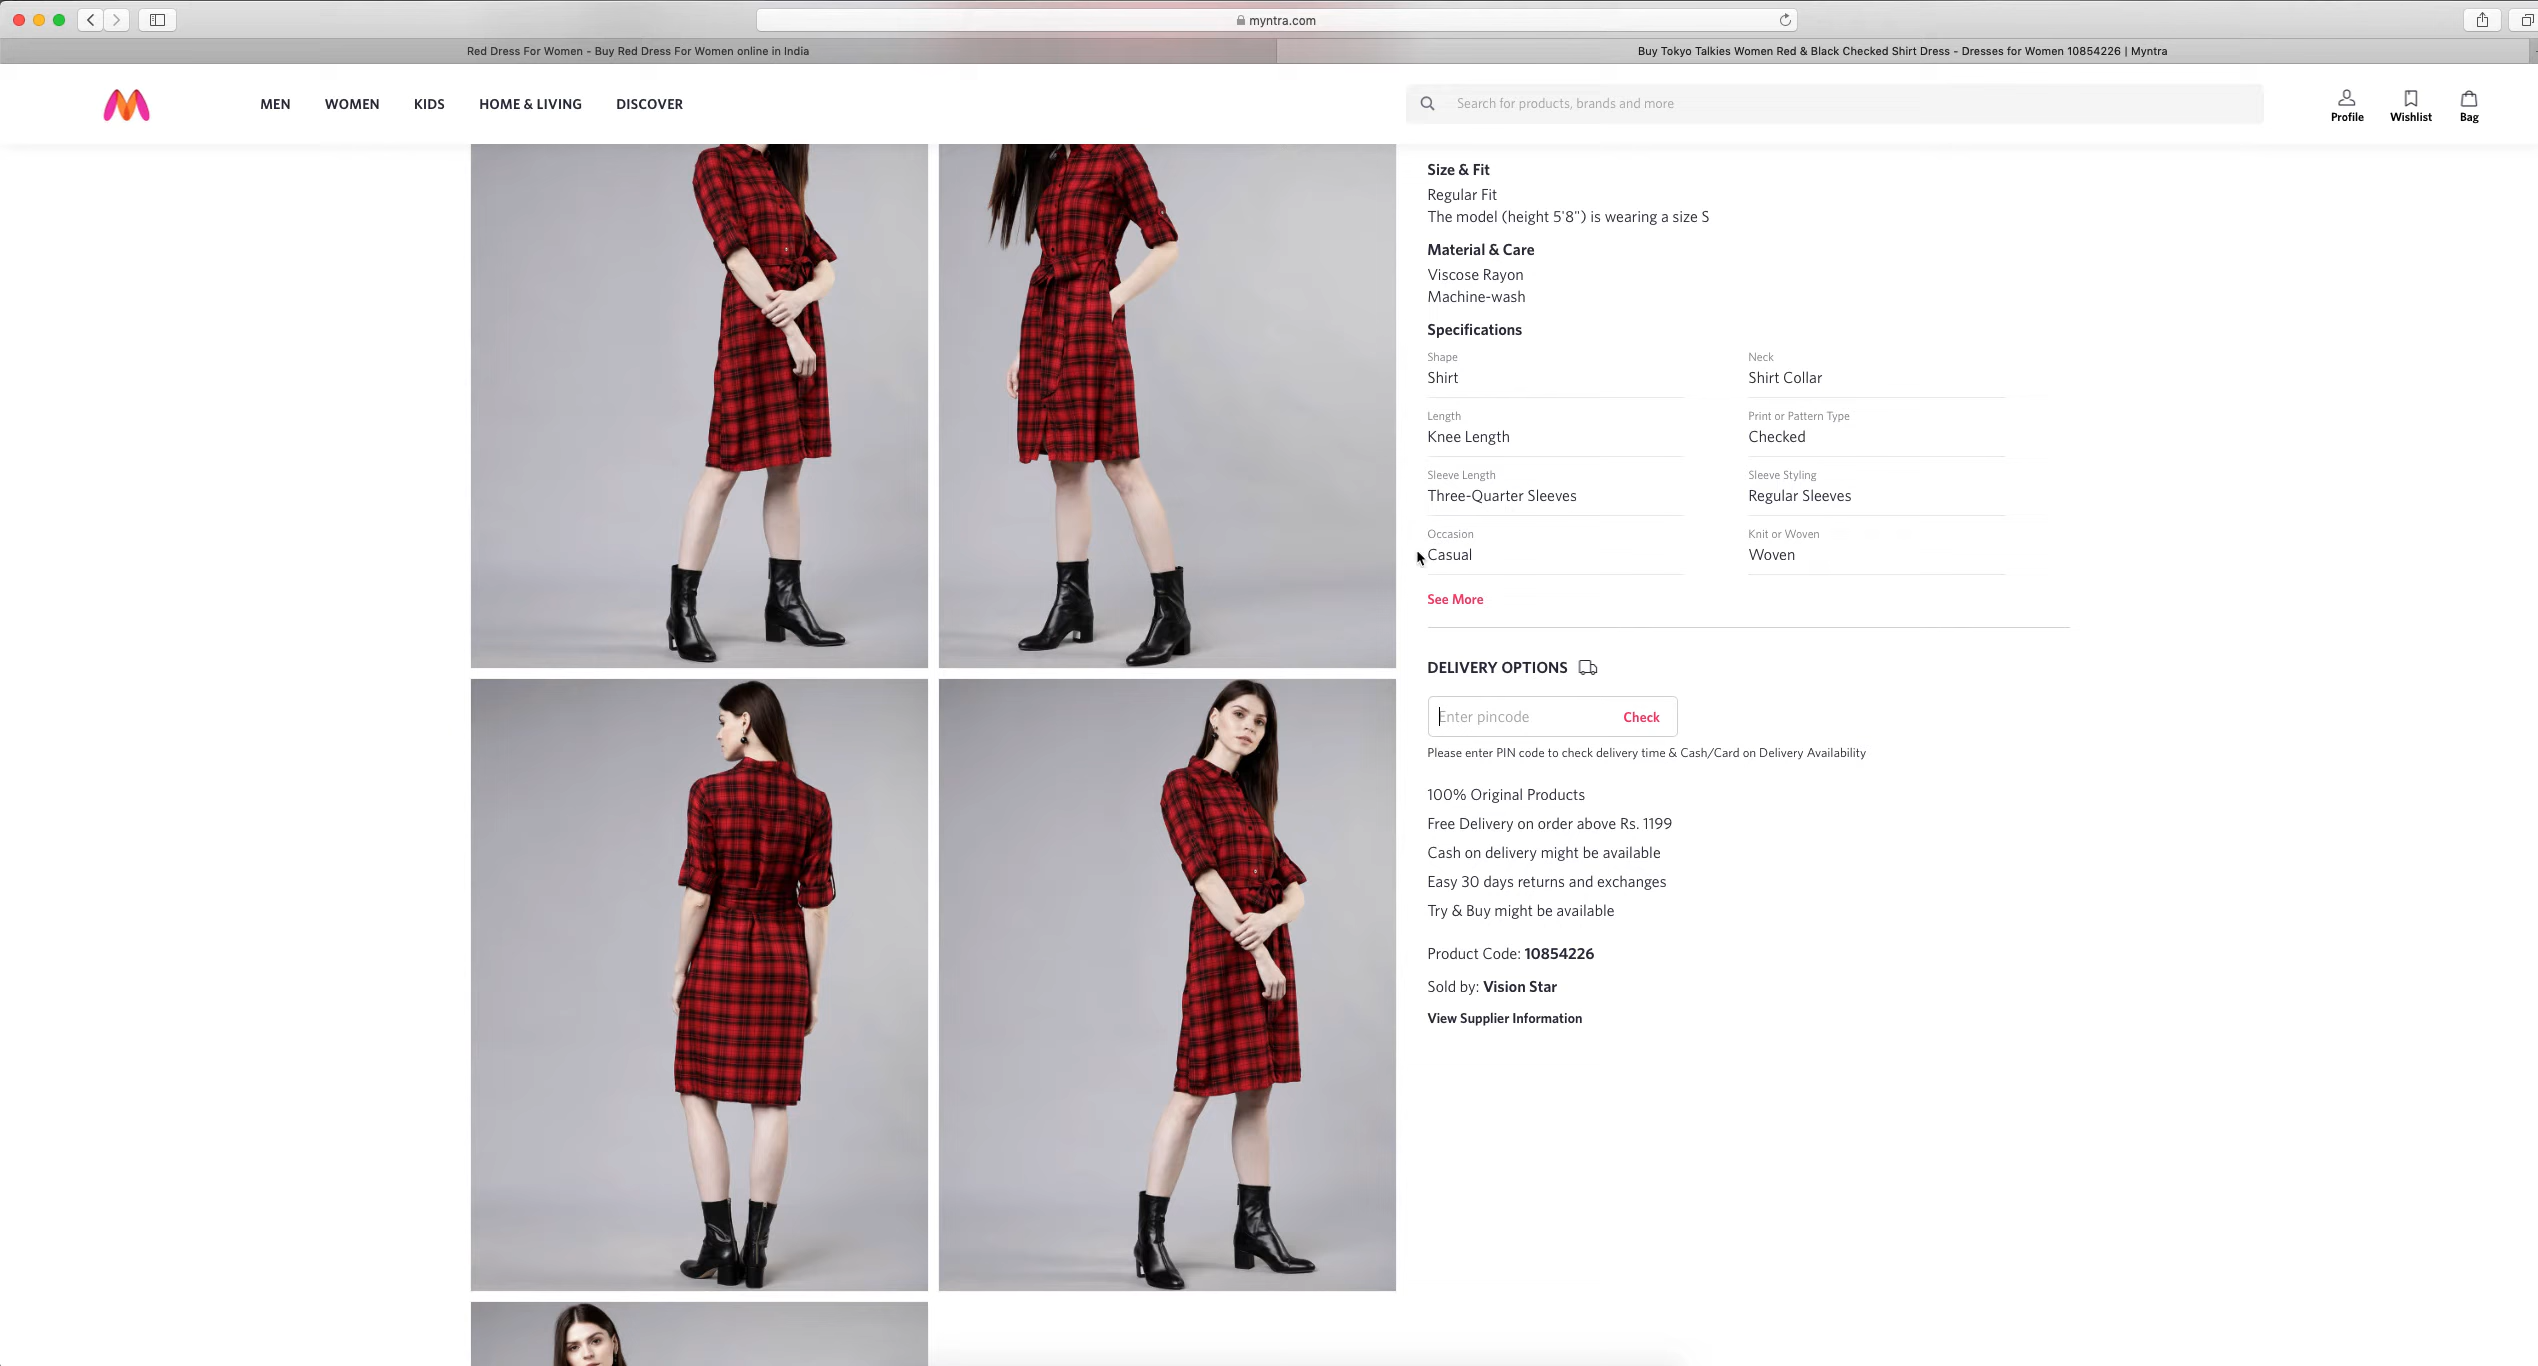 myntra.com
Red Dress For Women - Buy Red Dress For Women online in India
Buy Tokyo Talkies Women Red & Black Checked Shirt Dress - Dresses for Women 10854226 | Myntra
MEN WOMEN KIDS HOME & LIVING DISCOVER
Search for products, brands and more
Profile Wishlist Bag
Size & Fit
Regular Fit
The model (height 5'8") is wearing a size S
Material & Care
Viscose Rayon
Machine-wash
Specifications
Shape
Shirt
Neck
Shirt Collar
Length
Knee Length
Print or Pattern Type
Checked
Sleeve Length
Three-Quarter Sleeves
Sleeve Styling
Regular Sleeves
Occasion
Casual
Knit or Woven
Woven
See More
DELIVERY OPTIONS
Enter pincode Check
Please enter PIN code to check delivery time & Cash/Card on Delivery Availability
100% Original Products
Free Delivery on order above Rs. 1199
Cash on delivery might be available
Easy 30 days returns and exchanges
Try & Buy might be available
Product Code: 10854226
Sold by: Vision Star
View Supplier Information